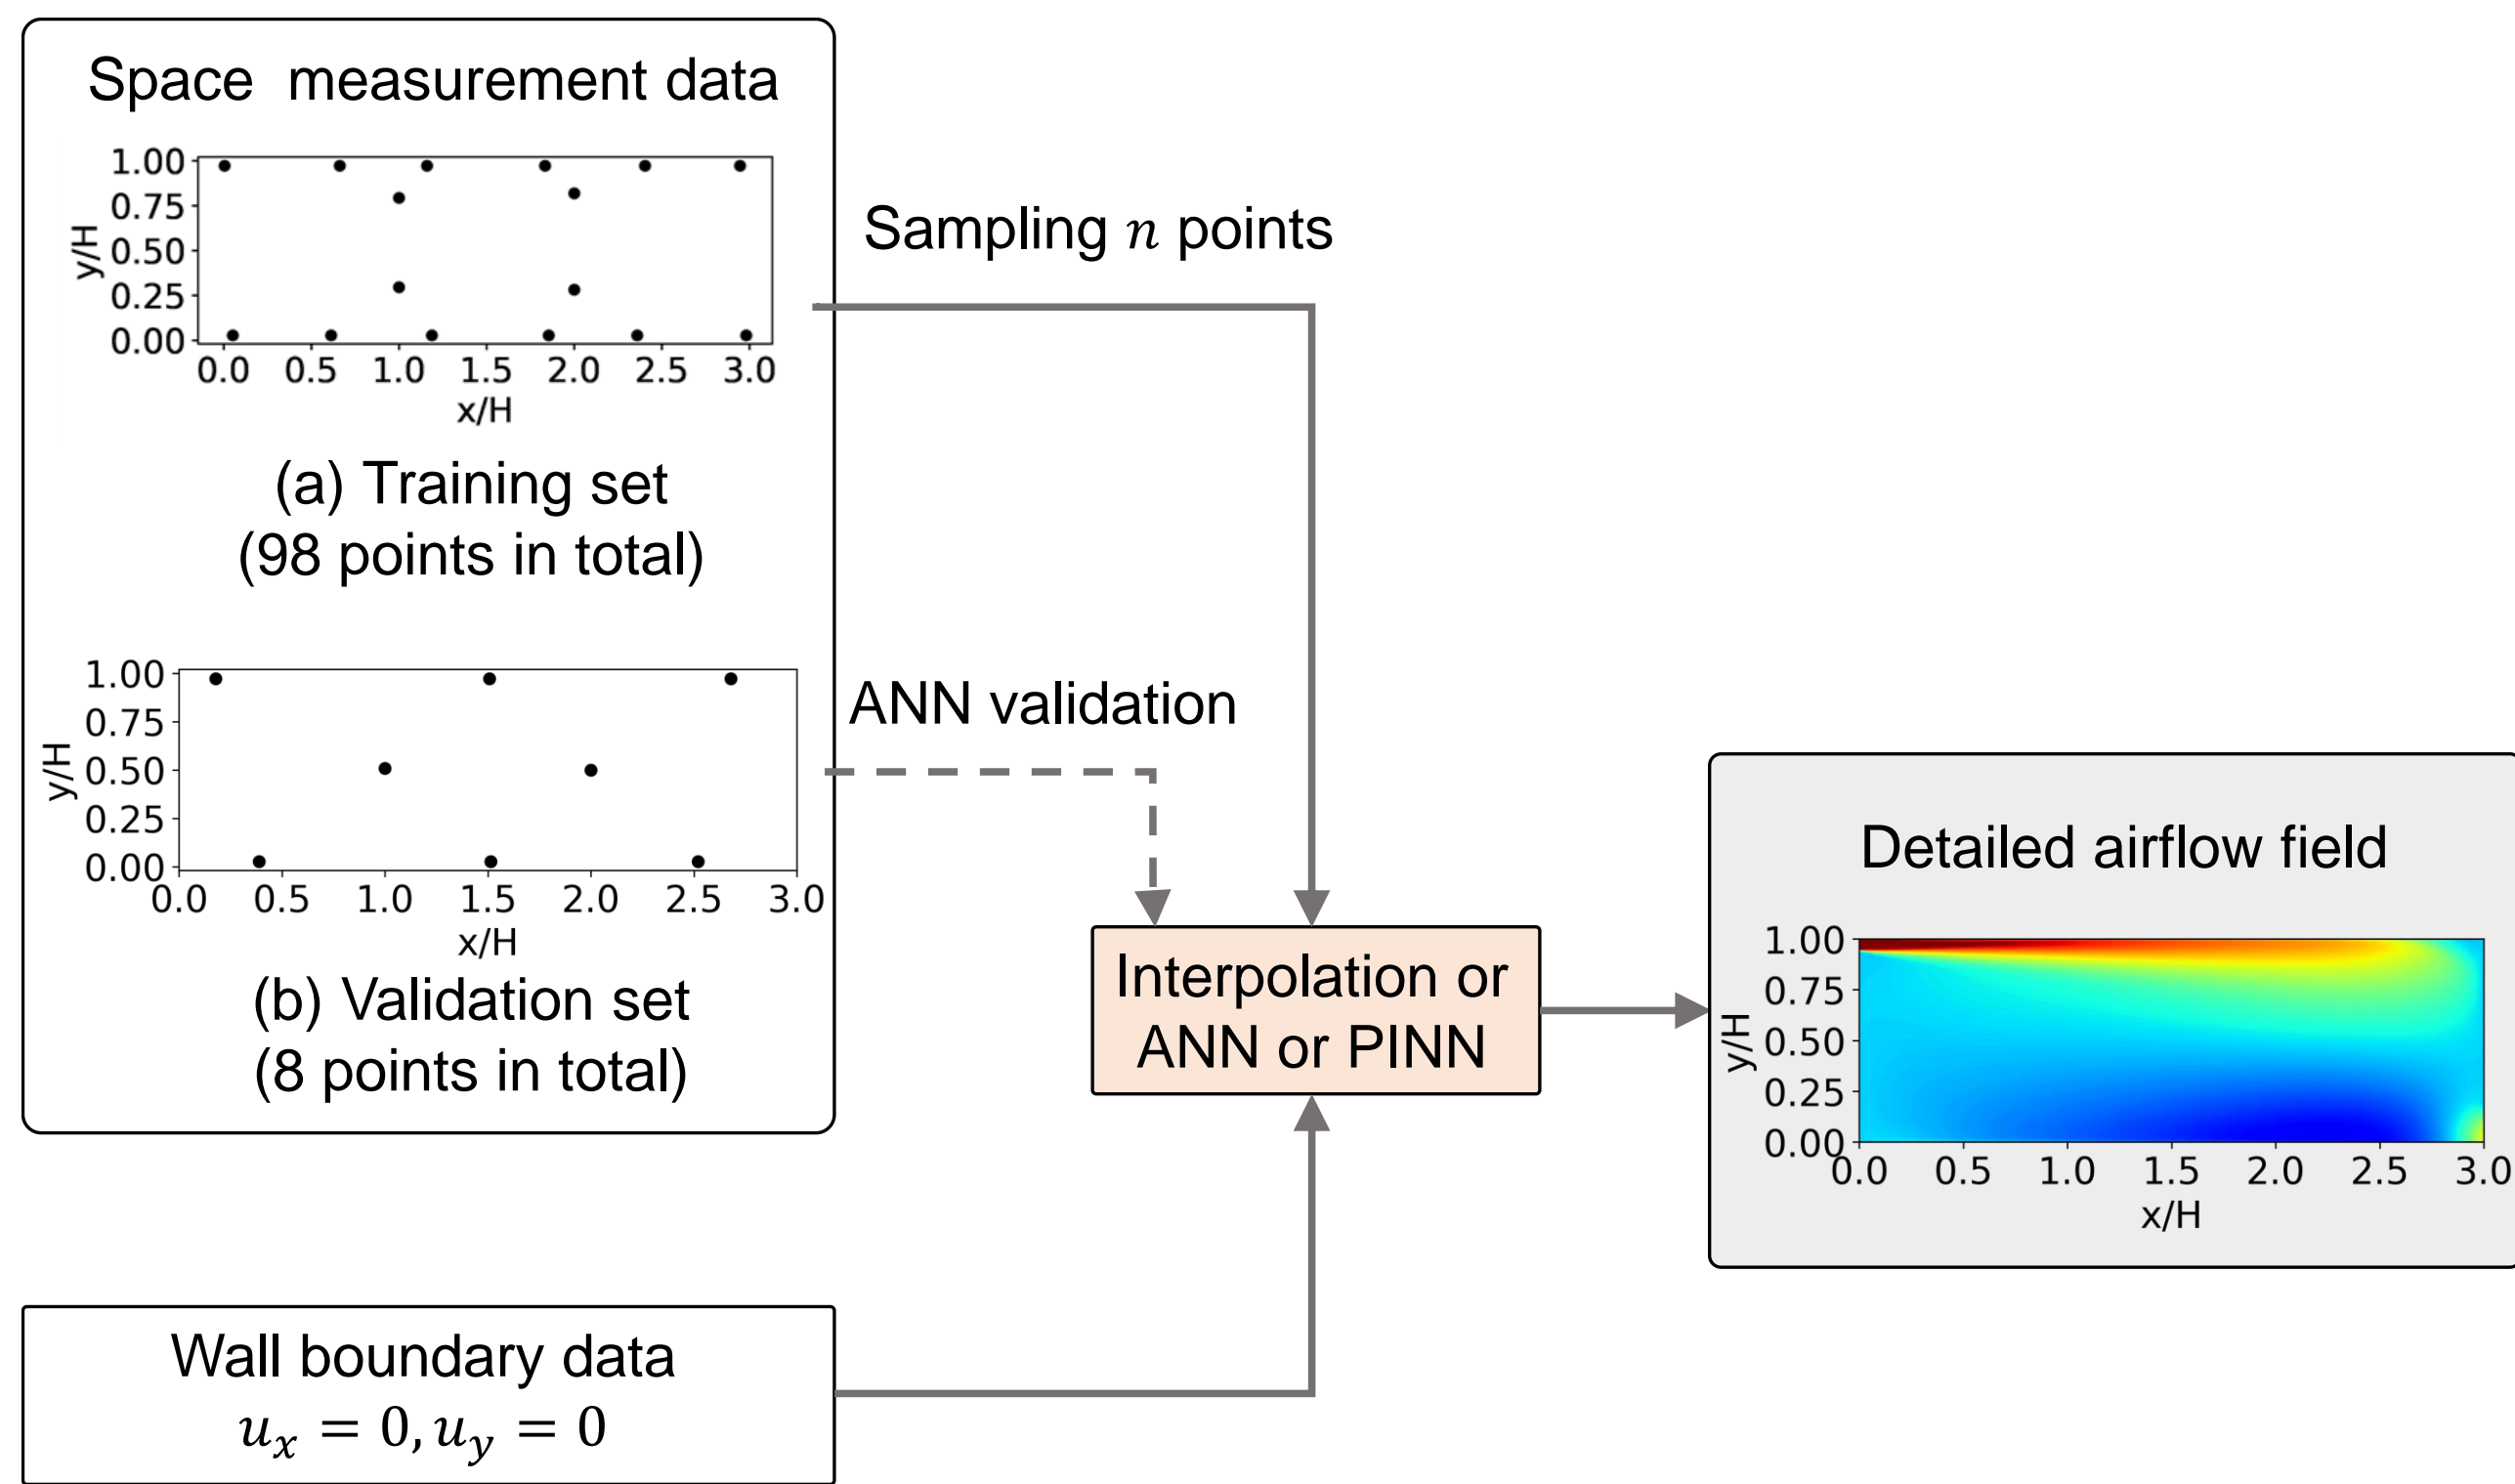 Space measurement data
1.00
0.75
0.50
0.25
0.00
y/H
0.0 0.5 1.0 1.5 2.0 2.5 3.0
x/H
(a) Training set
(98 points in total)
1.00
0.75
0.50
0.25
0.00
y/H
0.0 0.5 1.0 1.5 2.0 2.5 3.0
x/H
(b) Validation set
(8 points in total)
Sampling n points
ANN validation
Interpolation or
ANN or PINN
Wall boundary data
uₓ = 0, u_y = 0
Detailed airflow field
1.00
0.75
0.50
0.25
0.00
y/H
0.0 0.5 1.0 1.5 2.0 2.5 3.0
x/H